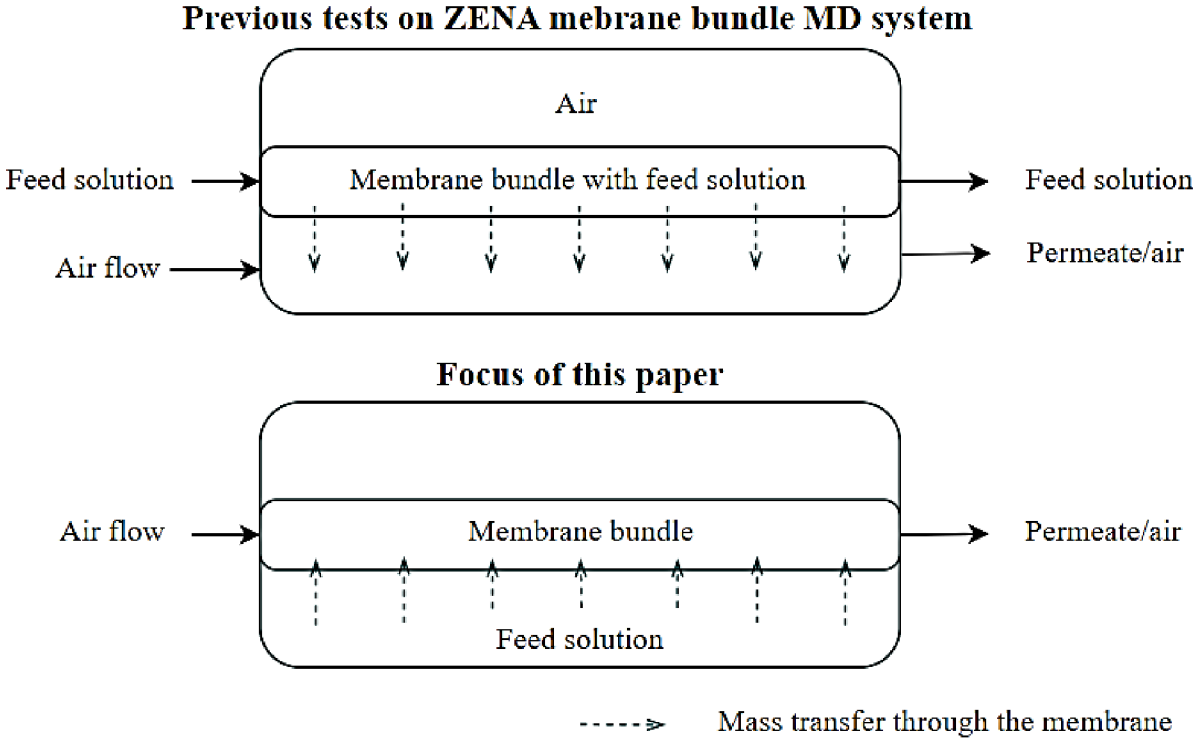 Previous tests on ZENA mebrane bundle MD system
Air
Feed solution
Membrane bundle with feed solution
Feed solution
Air flow
Permeate/air
Focus of this paper
Air flow
Membrane bundle
Permeate/air
Feed solution
Mass transfer through the membrane